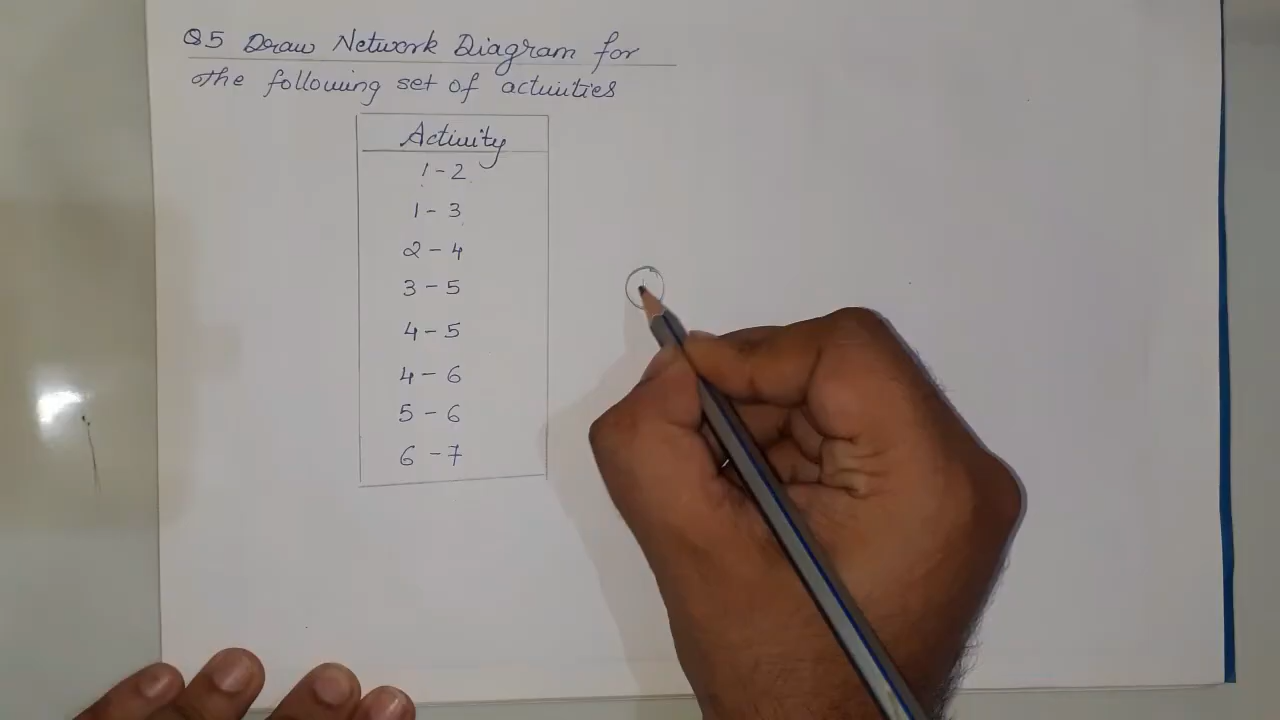 Q5 Draw Network Diagram for
the following set of activities
Activity
1 - 2
1 - 3
2 - 4
3 - 5
4 - 5
4 - 6
5 - 6
6 - 7
1